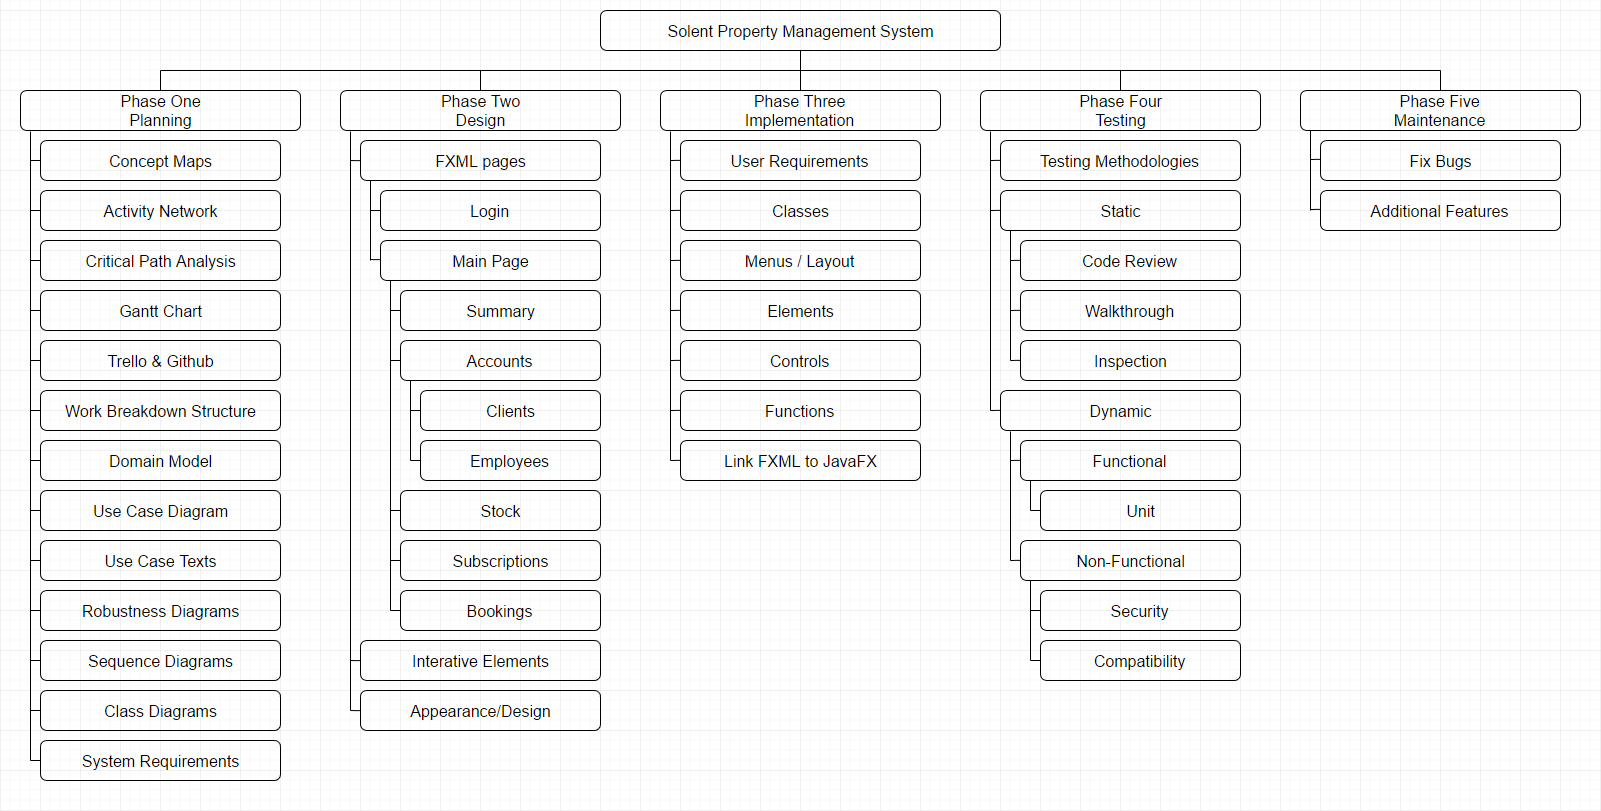 Solent Property Management System
Phase One
Planning
Concept Maps
Activity Network
Critical Path Analysis
Gantt Chart
Trello & Github
Work Breakdown Structure
Domain Model
Use Case Diagram
Use Case Texts
Robustness Diagrams
Sequence Diagrams
Class Diagrams
System Requirements
Phase Two
Design
FXML pages
Login
Main Page
Summary
Accounts
Clients
Employees
Stock
Subscriptions
Bookings
Interative Elements
Appearance/Design
Phase Three
Implementation
User Requirements
Classes
Menus / Layout
Elements
Controls
Functions
Link FXML to JavaFX
Phase Four
Testing
Testing Methodologies
Static
Code Review
Walkthrough
Inspection
Dynamic
Functional
Unit
Non-Functional
Security
Compatibility
Phase Five
Maintenance
Fix Bugs
Additional Features